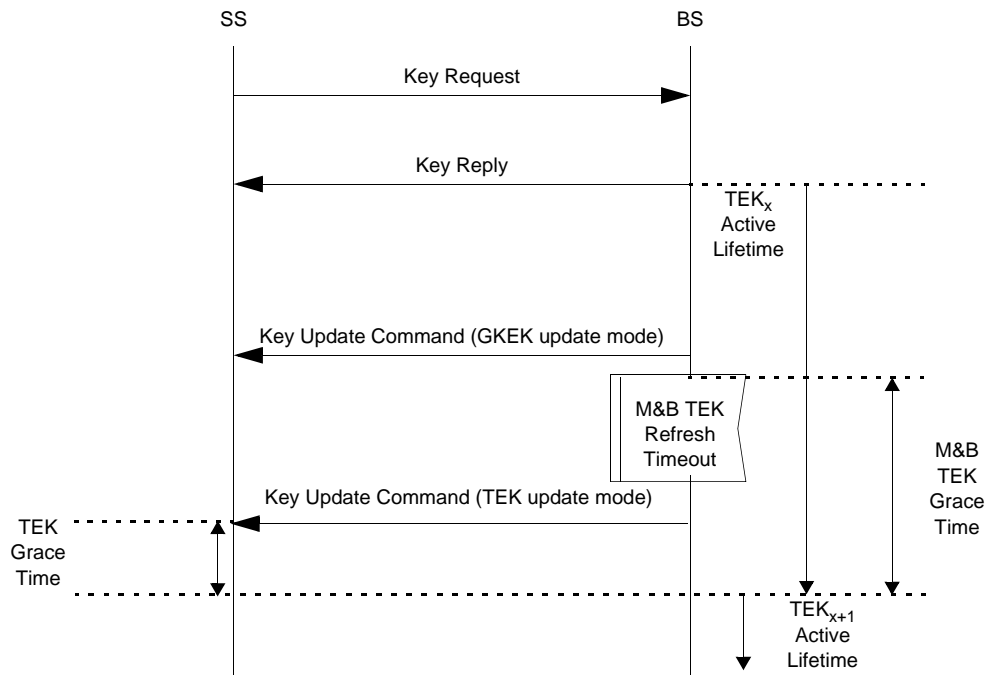 SS
BS
Key Request
Key Reply
TEKx
Active
Lifetime
Key Update Command (GKEK update mode)
M&B TEK
Refresh
Timeout
M&B
TEK
Grace
Time
Key Update Command (TEK update mode)
TEK
Grace
Time
TEKx+1
Active
Lifetime